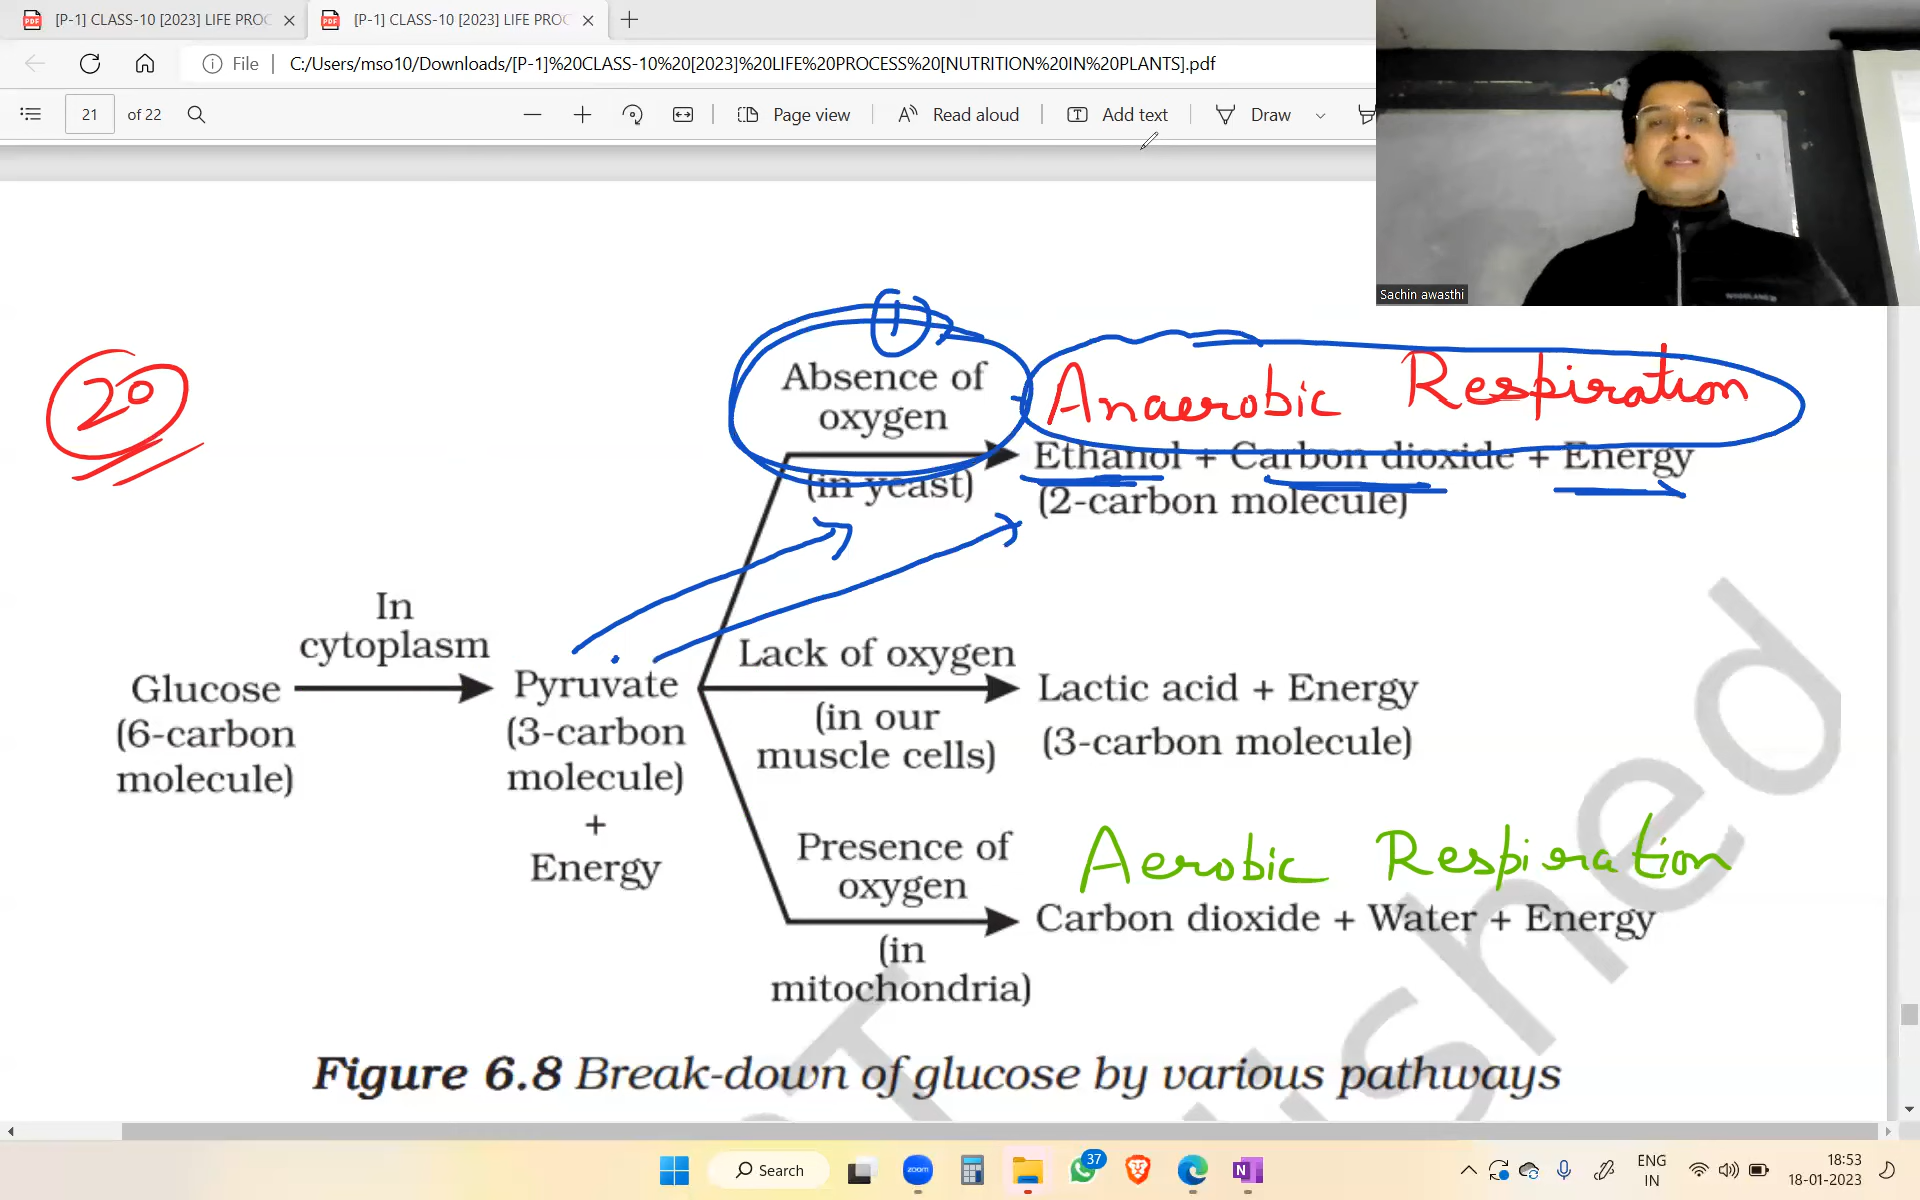 [P-1] CLASS-10 [2023] LIFE PROC
[P-1] CLASS-10 [2023] LIFE PROC
File
C:/Users/mso10/Downloads/[P-1]%20CLASS-10%20[2023]%20LIFE%20PROCESS%20[NUTRITION%20IN%20PLANTS].pdf
21 of 22
Page view
Read aloud
Add text
Draw
Sachin awasthi
20
1
Absence of
oxygen
Anaerobic Respiration
(in yeast)
Ethanol + Carbon dioxide + Energy
(2-carbon molecule)
In
cytoplasm
Glucose
(6-carbon
molecule)
Pyruvate
(3-carbon
molecule)
+
Energy
Lack of oxygen
(in our
muscle cells)
Lactic acid + Energy
(3-carbon molecule)
Presence of
oxygen
Aerobic Respiration
(in
mitochondria)
Carbon dioxide + Water + Energy
Figure 6.8 Break-down of glucose by various pathways
Search
zoom
37
N
ENG
IN
18:53
18-01-2023